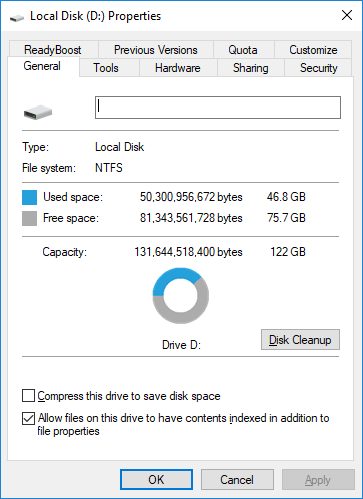 Local Disk (D:) Properties
ReadyBoost Previous Versions Quota Customize
General Tools Hardware Sharing Security
Type: Local Disk
File system: NTFS
Used space: 50,300,956,672 bytes 46.8 GB
Free space: 81,343,561,728 bytes 75.7 GB
Capacity: 131,644,518,400 bytes 122 GB
Drive D:
Disk Cleanup
Compress this drive to save disk space
Allow files on this drive to have contents indexed in addition to
file properties
OK Cancel Apply